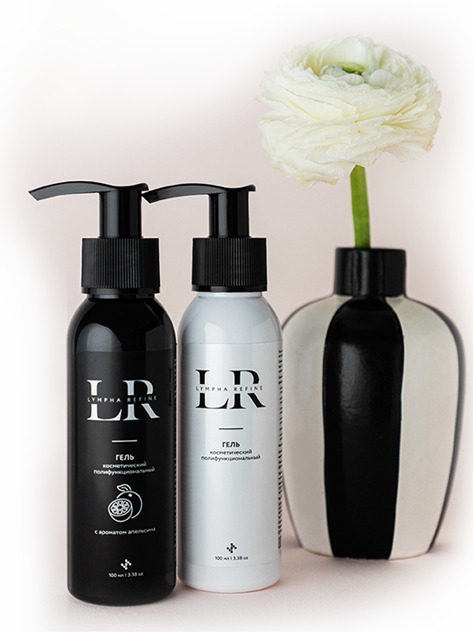 LR
LYMPHA REFINE
ГЕЛЬ
косметический
полифункциональный
с ароматом апельсина
100 мл | 3.38 oz
LR
LYMPHA REFINE
ГЕЛЬ
косметический
полифункциональный
100 мл | 3.38 oz